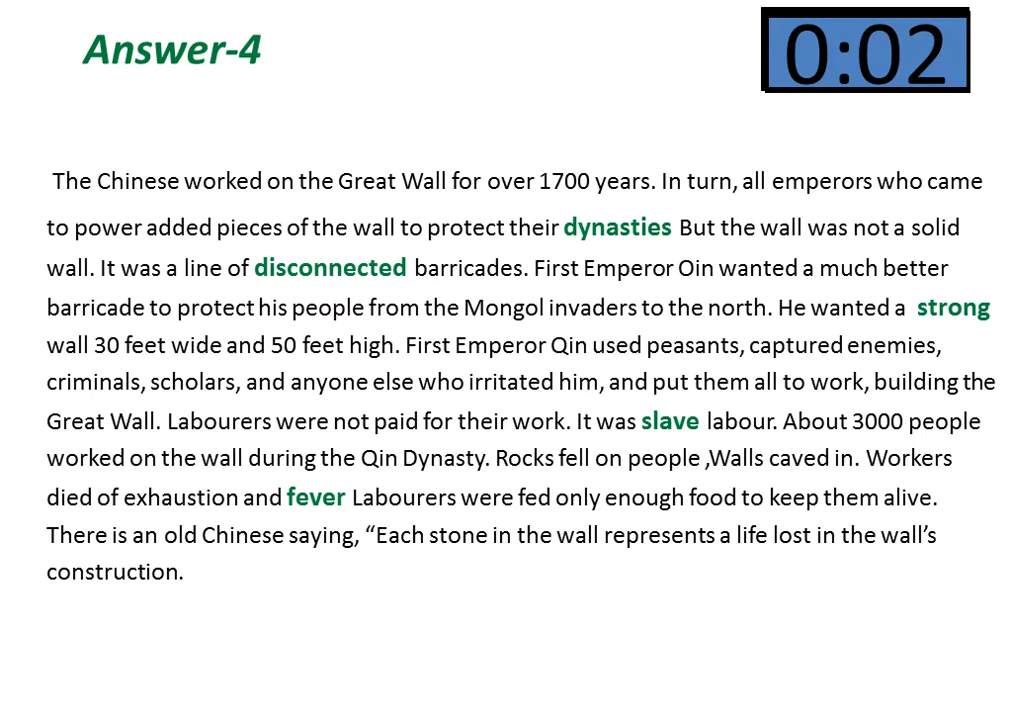 Answer-4
0:02
The Chinese worked on the Great Wall for over 1700 years. In turn, all emperors who came
to power added pieces of the wall to protect their dynasties But the wall was not a solid
wall. It was a line of disconnected barricades. First Emperor Oin wanted a much better
barricade to protect his people from the Mongol invaders to the north. He wanted a strong
wall 30 feet wide and 50 feet high. First Emperor Qin used peasants, captured enemies,
criminals, scholars, and anyone else who irritated him, and put them all to work, building the
Great Wall. Labourers were not paid for their work. It was slave labour. About 3000 people
worked on the wall during the Qin Dynasty. Rocks fell on people ,Walls caved in. Workers
died of exhaustion and fever Labourers were fed only enough food to keep them alive.
There is an old Chinese saying, “Each stone in the wall represents a life lost in the wall’s
construction.